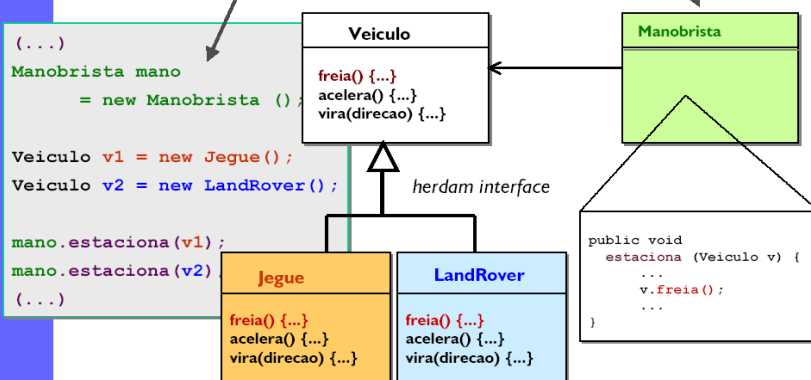 (...)
Manobrista mano
= new Manobrista ();
Veiculo v1 = new Jegue();
Veiculo v2 = new LandRover();
mano.estaciona(v1);
mano.estaciona(v2)
(...)
Veiculo
freia() {...}
acelera() {...}
vira(direcao) {...}
Manobrista
herdam interface
Jegue
freia() {...}
acelera() {...}
vira(direcao) {...}
LandRover
freia() {...}
acelera() {...}
vira(direcao) {...}
public void
estaciona (Veiculo v) {
...
v.freia();
...
}